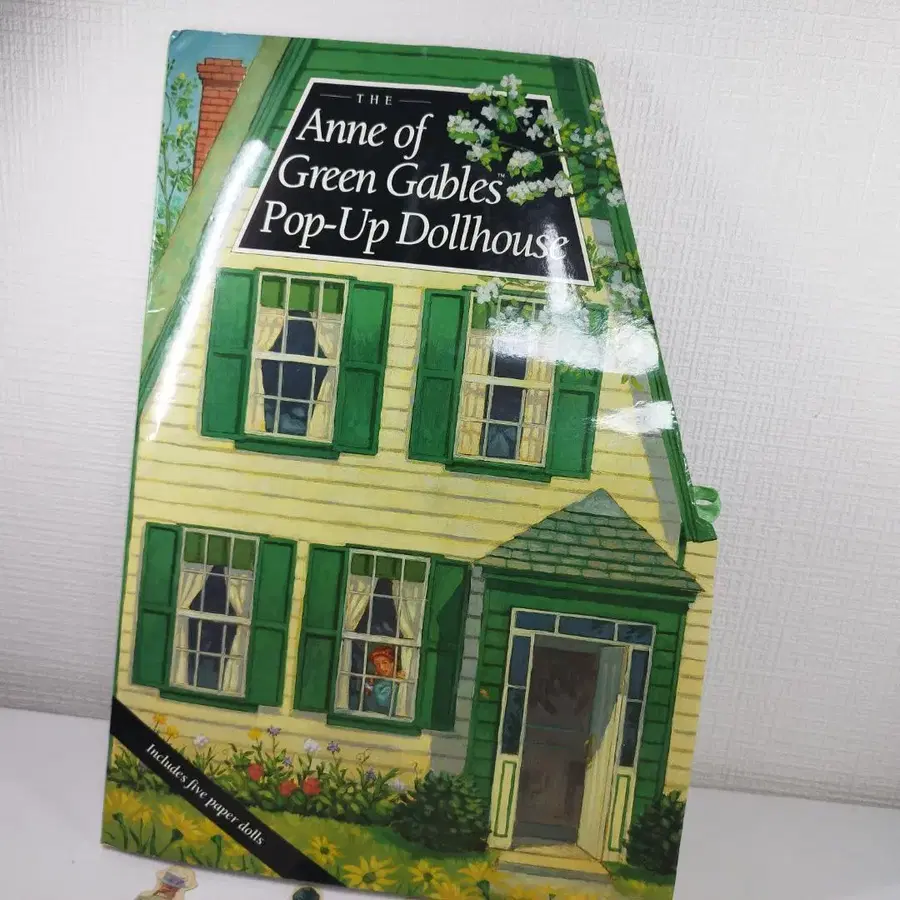 THE
Anne of
Green Gables™
Pop-Up Dollhouse
Includes five paper dolls